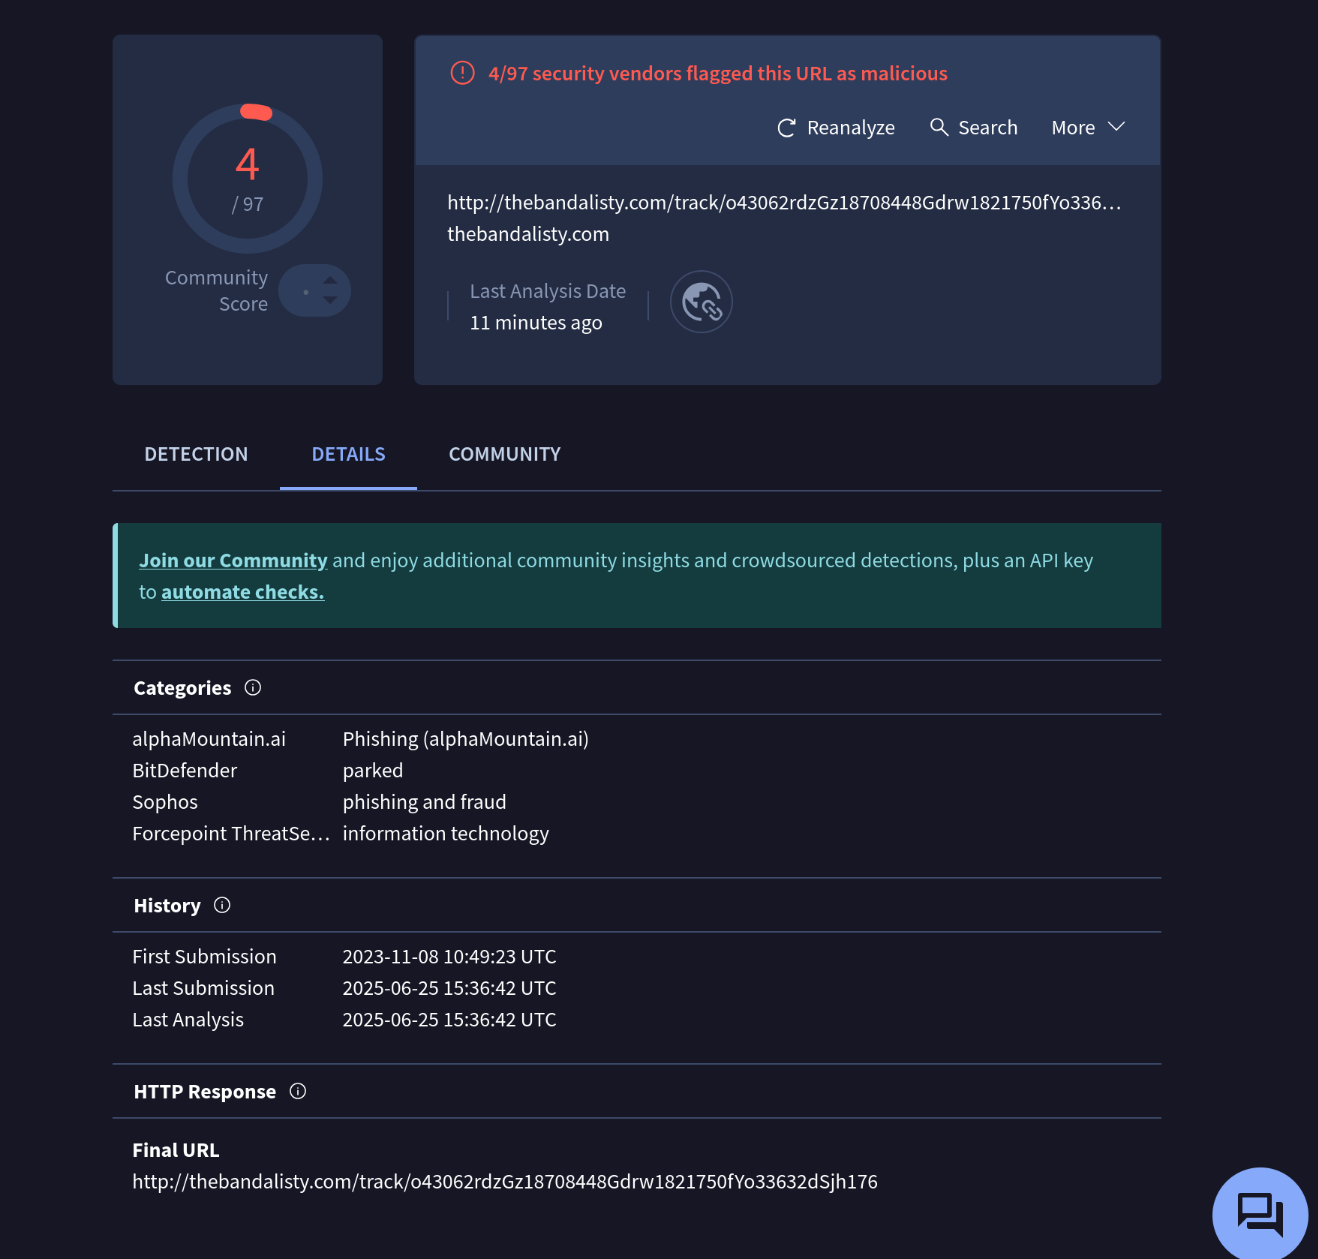 4
/ 97
Community
Score
4/97 security vendors flagged this URL as malicious
Reanalyze Search More
http://thebandalisty.com/track/o43062rdzGz18708448Gdrw1821750fYo336…
thebandalisty.com
Last Analysis Date
11 minutes ago
DETECTION DETAILS COMMUNITY
Join our Community and enjoy additional community insights and crowdsourced detections, plus an API key
to automate checks.
Categories
alphaMountain.ai Phishing (alphaMountain.ai)
BitDefender parked
Sophos phishing and fraud
Forcepoint ThreatSe… information technology
History
First Submission 2023-11-08 10:49:23 UTC
Last Submission 2025-06-25 15:36:42 UTC
Last Analysis 2025-06-25 15:36:42 UTC
HTTP Response
Final URL
http://thebandalisty.com/track/o43062rdzGz18708448Gdrw1821750fYo33632dSjh176